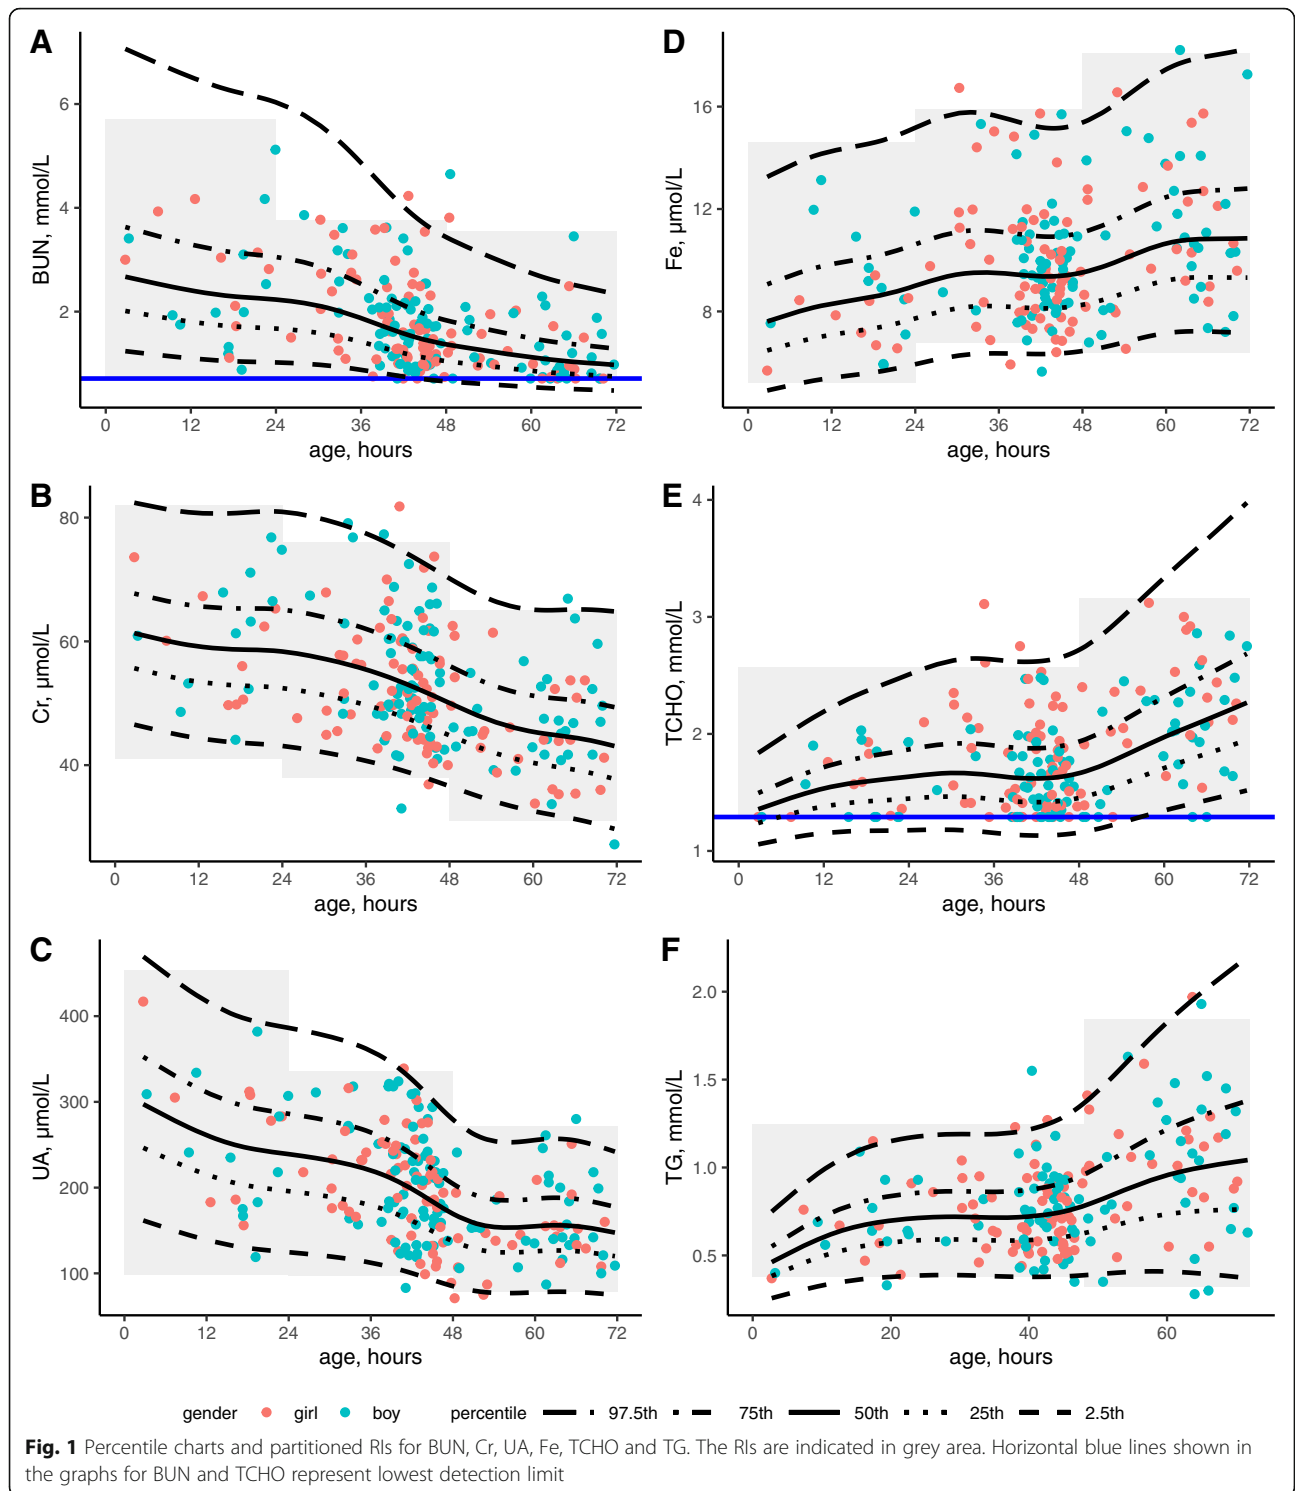 A
BUN, mmol/L
6
4
2
0 12 24 36 48 60 72
age, hours
D
Fe, µmol/L
16
12
8
0 12 24 36 48 60 72
age, hours
B
Cr, µmol/L
80
60
40
0 12 24 36 48 60 72
age, hours
E
TCHO, mmol/L
4
3
2
1
0 12 24 36 48 60 72
age, hours
C
UA, µmol/L
400
300
200
100
0 12 24 36 48 60 72
age, hours
F
TG, mmol/L
2.0
1.5
1.0
0.5
0 20 40 60
age, hours
gender girl boy percentile 97.5th 75th 50th 25th 2.5th
Fig. 1 Percentile charts and partitioned RIs for BUN, Cr, UA, Fe, TCHO and TG. The RIs are indicated in grey area. Horizontal blue lines shown in
the graphs for BUN and TCHO represent lowest detection limit